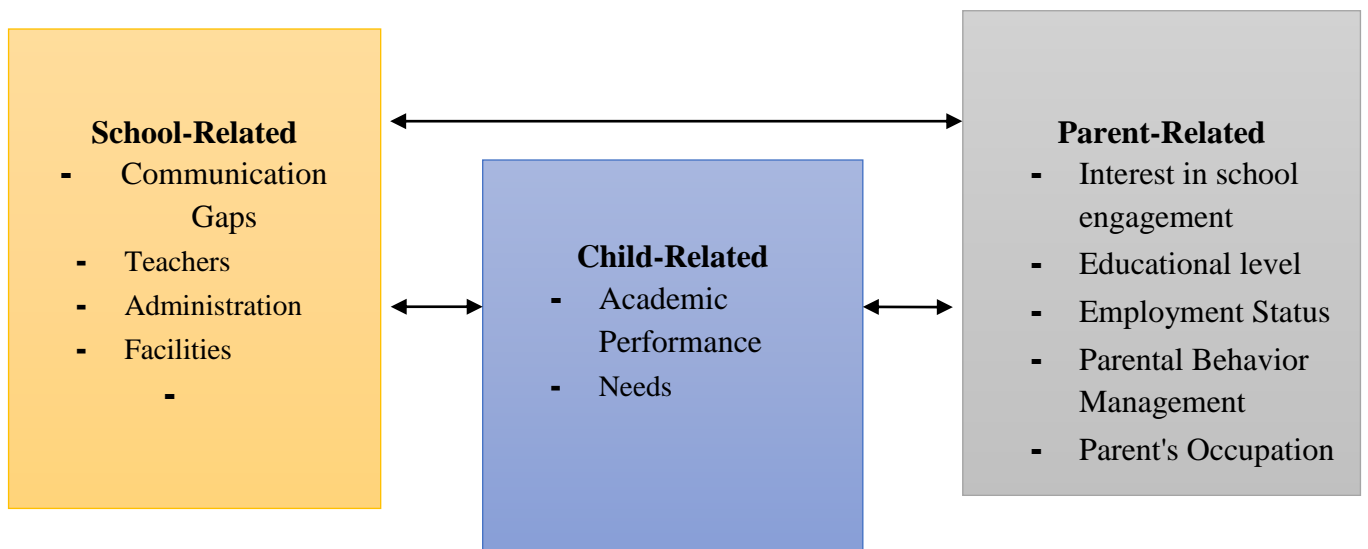 School-Related
- Communication
Gaps
- Teachers
- Administration
- Facilities
-
Child-Related
- Academic
Performance
- Needs
Parent-Related
- Interest in school
engagement
- Educational level
- Employment Status
- Parental Behavior
Management
- Parent's Occupation